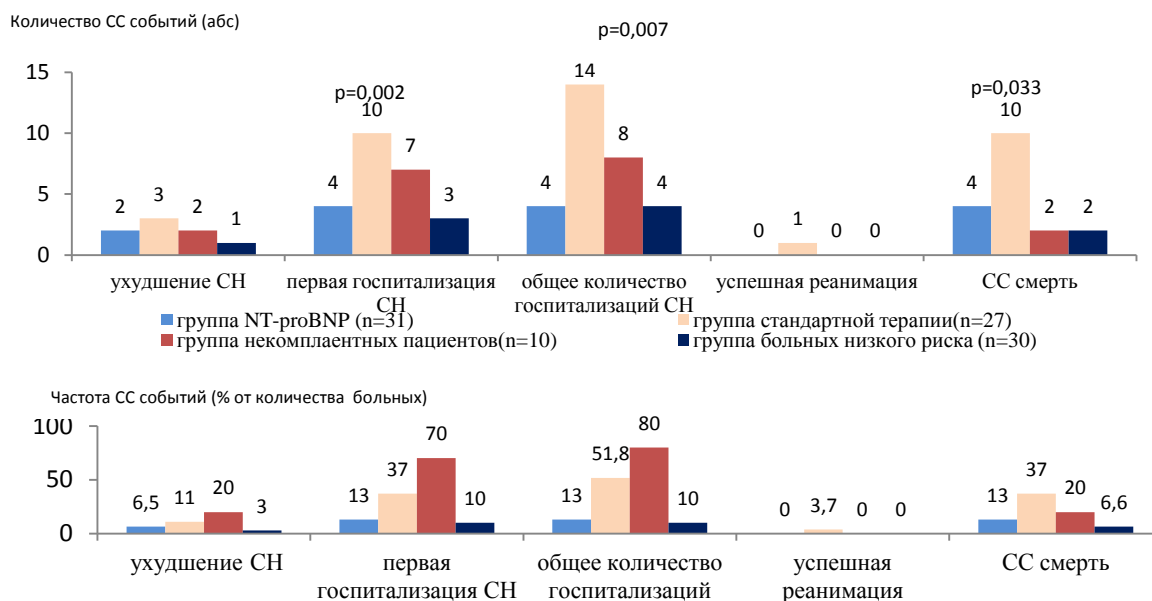 Количество СС событий (абс)
p=0,007
15
14
p=0,002
p=0,033
10
10
10
8
7
5
4
4
4
4
3
3
2
2
2
2
1
1
0
0
0
0
ухудшение СН
первая госпитализация СН
общее количество госпитализаций СН
успешная реанимация
СС смерть
группа NT-proBNP (n=31)
группа стандартной терапии(n=27)
группа некомплаентных пациентов(n=10)
группа больных низкого риска (n=30)
Частота СС событий (% от количества больных)
100
80
70
50
51,8
37
37
20
20
13
13
13
11
10
10
6,5
6,6
3
3,7
0
0
0
0
ухудшение СН
первая госпитализация СН
общее количество госпитализаций
успешная реанимация
СС смерть